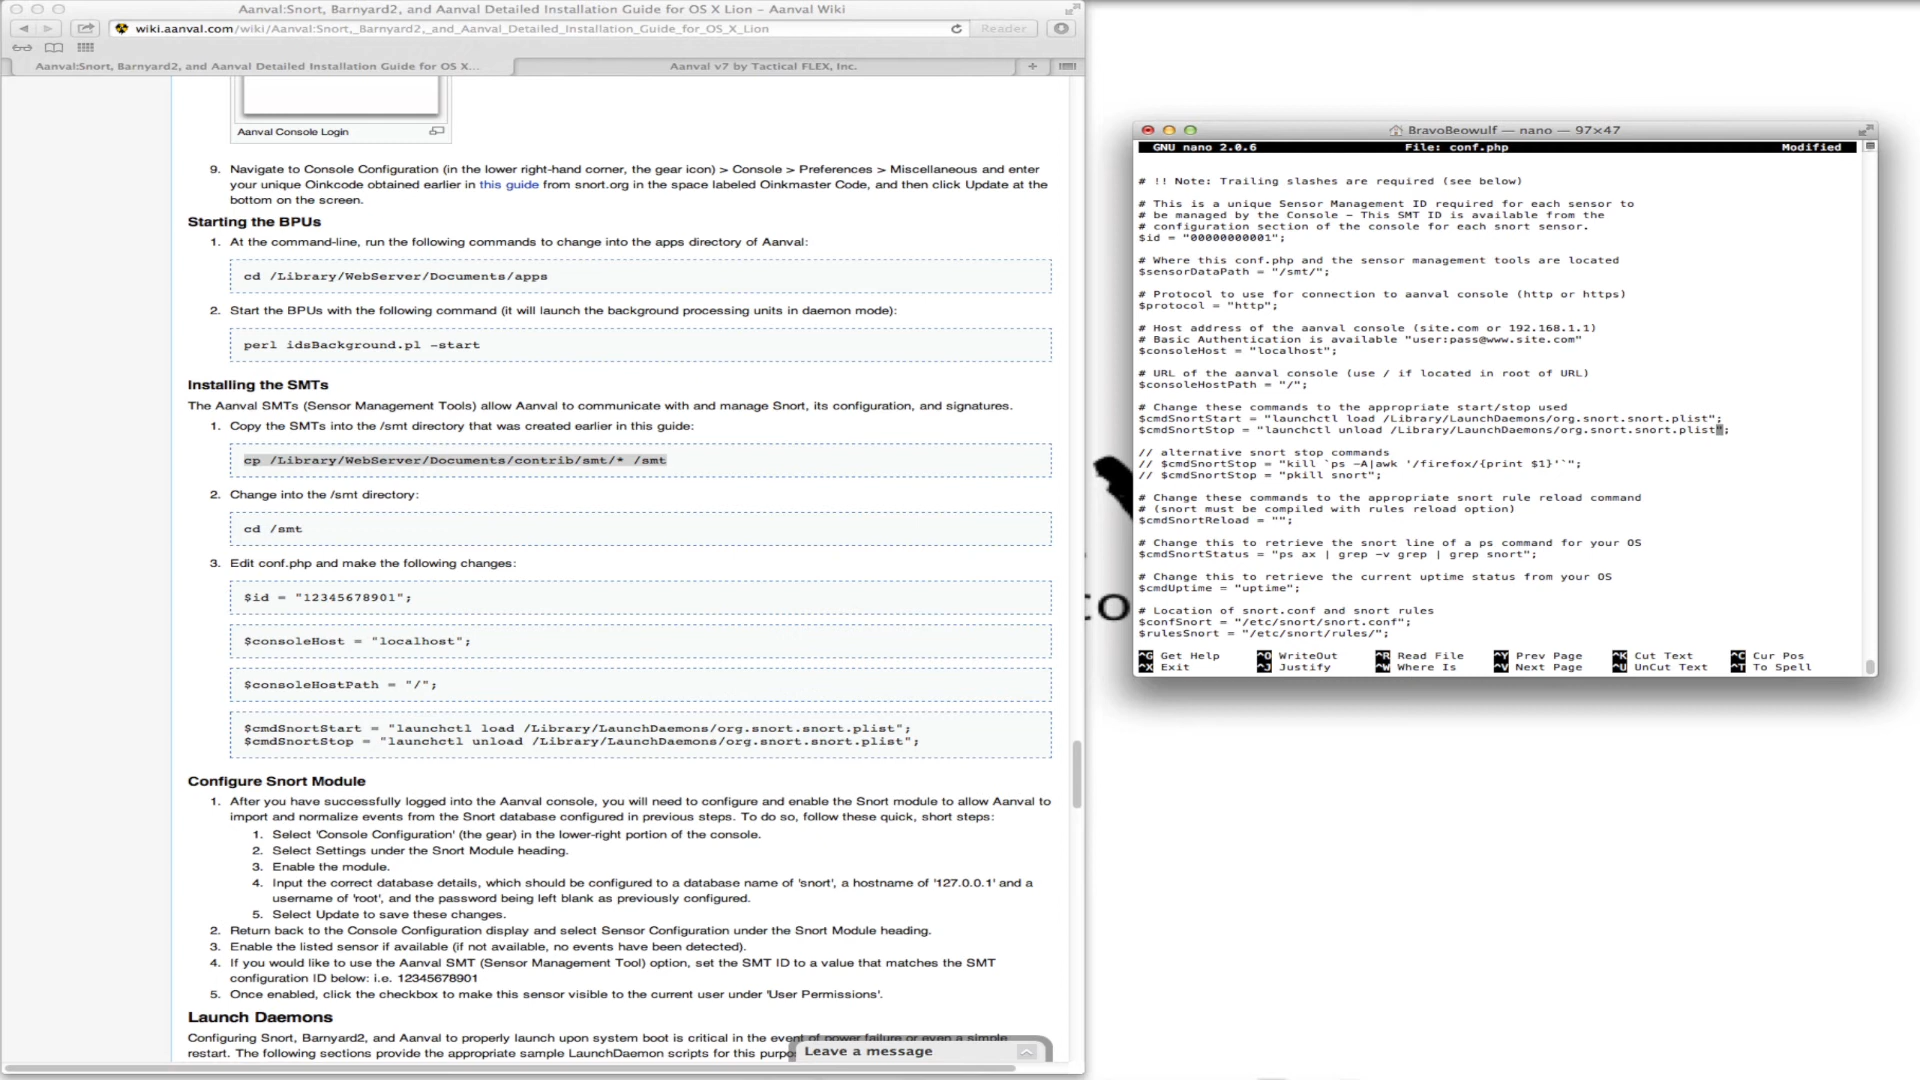 Aanval:Snort, Barnyard2, and Aanval Detailed Installation Guide for OS X Lion – Aanval Wiki
wiki.aanval.com/wiki/Aanval:Snort,_Barnyard2,_and_Aanval_Detailed_Installation_Guide_for_OS_X_Lion
Reader
Aanval:Snort, Barnyard2, and Aanval Detailed Installation Guide for OS X...
Aanval v7 by Tactical FLEX, Inc.
Aanval Console Login
9. Navigate to Console Configuration (in the lower right-hand corner, the gear icon) > Console > Preferences > Miscellaneous and enter
your unique Oinkcode obtained earlier in this guide from snort.org in the space labeled Oinkmaster Code, and then click Update at the
bottom on the screen.
Starting the BPUs
1. At the command-line, run the following commands to change into the apps directory of Aanval:
cd /Library/WebServer/Documents/apps
2. Start the BPUs with the following command (it will launch the background processing units in daemon mode):
perl idsBackground.pl -start
Installing the SMTs
The Aanval SMTs (Sensor Management Tools) allow Aanval to communicate with and manage Snort, its configuration, and signatures.
1. Copy the SMTs into the /smt directory that was created earlier in this guide:
cp /Library/WebServer/Documents/contrib/smt/* /smt
2. Change into the /smt directory:
cd /smt
3. Edit conf.php and make the following changes:
$id = "12345678901";
$consoleHost = "localhost";
$consoleHostPath = "/";
$cmdSnortStart = "launchctl load /Library/LaunchDaemons/org.snort.snort.plist";
$cmdSnortStop = "launchctl unload /Library/LaunchDaemons/org.snort.snort.plist";
Configure Snort Module
1. After you have successfully logged into the Aanval console, you will need to configure and enable the Snort module to allow Aanval to
import and normalize events from the Snort database configured in previous steps. To do so, follow these quick, short steps:
1. Select 'Console Configuration' (the gear) in the lower-right portion of the console.
2. Select Settings under the Snort Module heading.
3. Enable the module.
4. Input the correct database details, which should be configured to a database name of 'snort', a hostname of '127.0.0.1' and a
username of 'root', and the password being left blank as previously configured.
5. Select Update to save these changes.
2. Return back to the Console Configuration display and select Sensor Configuration under the Snort Module heading.
3. Enable the listed sensor if available (if not available, no events have been detected).
4. If you would like to use the Aanval SMT (Sensor Management Tool) option, set the SMT ID to a value that matches the SMT
configuration ID below: i.e. 12345678901
5. Once enabled, click the checkbox to make this sensor visible to the current user under 'User Permissions'.
Launch Daemons
Configuring Snort, Barnyard2, and Aanval to properly launch upon system boot is critical in the event of power failure or even a simple
restart. The following sections provide the appropriate sample LaunchDaemon scripts for this purpo
Leave a message
co
BravoBeowulf — nano — 97×47
GNU nano 2.0.6 File: conf.php Modified
# !! Note: Trailing slashes are required (see below)
# This is a unique Sensor Management ID required for each sensor to
# be managed by the Console - This SMT ID is available from the
# configuration section of the console for each snort sensor.
$id = "00000000001";
# Where this conf.php and the sensor management tools are located
$sensorDataPath = "/smt/";
# Protocol to use for connection to aanval console (http or https)
$protocol = "http";
# Host address of the aanval console (site.com or 192.168.1.1)
# Basic Authentication is available "user:pass@www.site.com"
$consoleHost = "localhost";
# URL of the aanval console (use / if located in root of URL)
$consoleHostPath = "/";
# Change these commands to the appropriate start/stop used
$cmdSnortStart = "launchctl load /Library/LaunchDaemons/org.snort.snort.plist";
$cmdSnortStop = "launchctl unload /Library/LaunchDaemons/org.snort.snort.plist";
// alternative snort stop commands
// $cmdSnortStop = "kill `ps -A|awk '/firefox/{print $1}'`";
// $cmdSnortStop = "pkill snort";
# Change these commands to the appropriate snort rule reload command
# (snort must be compiled with rules reload option)
$cmdSnortReload = "";
# Change this to retrieve the snort line of a ps command for your OS
$cmdSnortStatus = "ps ax | grep -v grep | grep snort";
# Change this to retrieve the current uptime status from your OS
$cmdUptime = "uptime";
# Location of snort.conf and snort rules
$confSnort = "/etc/snort/snort.conf";
$rulesSnort = "/etc/snort/rules/";
^G Get Help ^O WriteOut ^R Read File ^Y Prev Page ^K Cut Text ^C Cur Pos
^X Exit ^J Justify ^W Where Is ^V Next Page ^U UnCut Text ^T To Spell